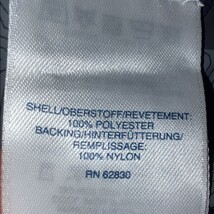 SHELL/OBERSTOFF/REVETEMENT:
100% POLYESTER
BACKING/HINTERFÜTTERUNG/
REMPLISSAGE:
100% NYLON
RN 62830